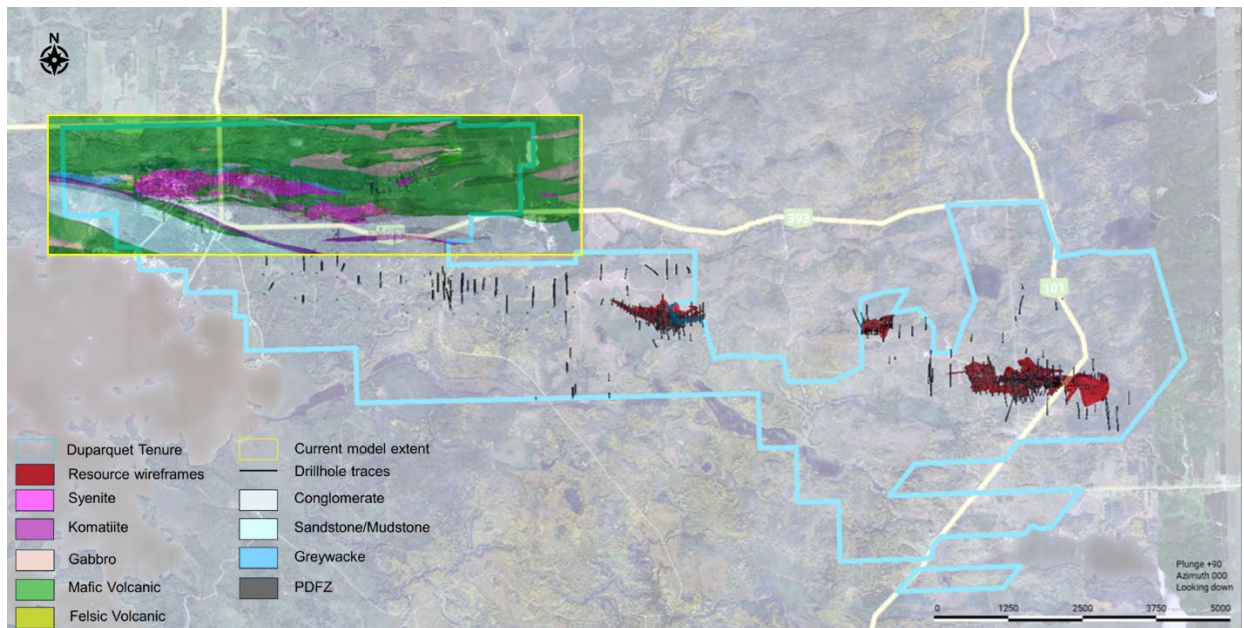 N
393
101
Duparquet Tenure
Resource wireframes
Syenite
Komatiite
Gabbro
Mafic Volcanic
Felsic Volcanic
Current model extent
Drillhole traces
Conglomerate
Sandstone/Mudstone
Greywacke
PDFZ
Plunge +90
Azimuth 000
Looking down
0 1250 2500 3750 5000